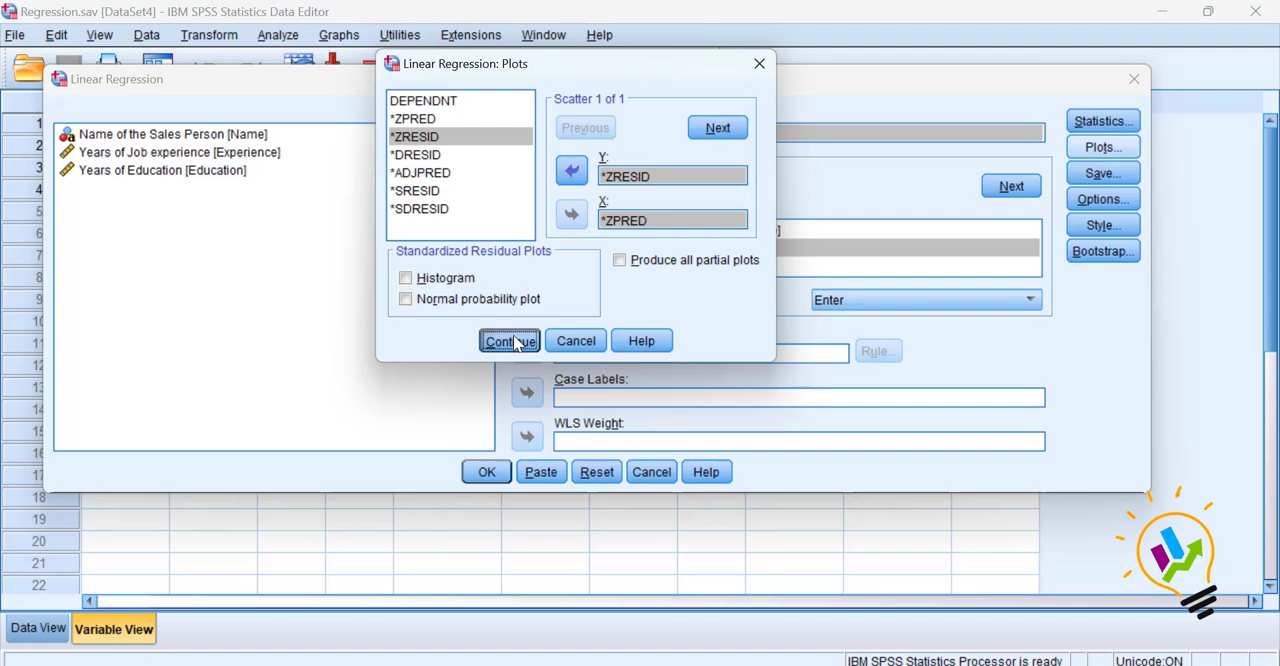 Regression.sav [DataSet4] - IBM SPSS Statistics Data Editor
File Edit View Data Transform Analyze Graphs Utilities Extensions Window Help
Linear Regression
Name of the Sales Person [Name]
Years of Job experience [Experience]
Years of Education [Education]
Linear Regression: Plots
DEPENDNT
*ZPRED
*ZRESID
*DRESID
*ADJPRED
*SRESID
*SDRESID
Scatter 1 of 1
Previous Next
Y:
*ZRESID
X:
*ZPRED
Standardized Residual Plots
Histogram
Normal probability plot
Produce all partial plots
Continue Cancel Help
Next
Enter
Rule...
Case Labels:
WLS Weight:
Statistics...
Plots...
Save...
Options...
Style...
Bootstrap...
OK Paste Reset Cancel Help
18
19
20
21
22
Data View Variable View
IBM SPSS Statistics Processor is ready Unicode:ON